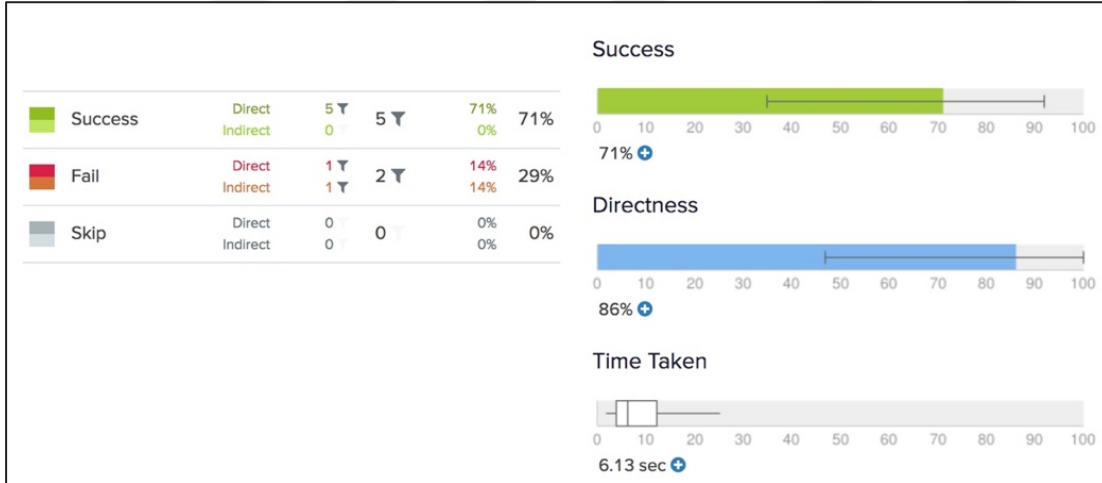 Success
Direct 5 71%
Indirect 0 0%
5 71%
Fail
Direct 1 14%
Indirect 1 14%
2 29%
Skip
Direct 0 0%
Indirect 0 0%
0 0%
Success
0 10 20 30 40 50 60 70 80 90 100
71%
Directness
0 10 20 30 40 50 60 70 80 90 100
86%
Time Taken
0 10 20 30 40 50 60 70 80 90 100
6.13 sec